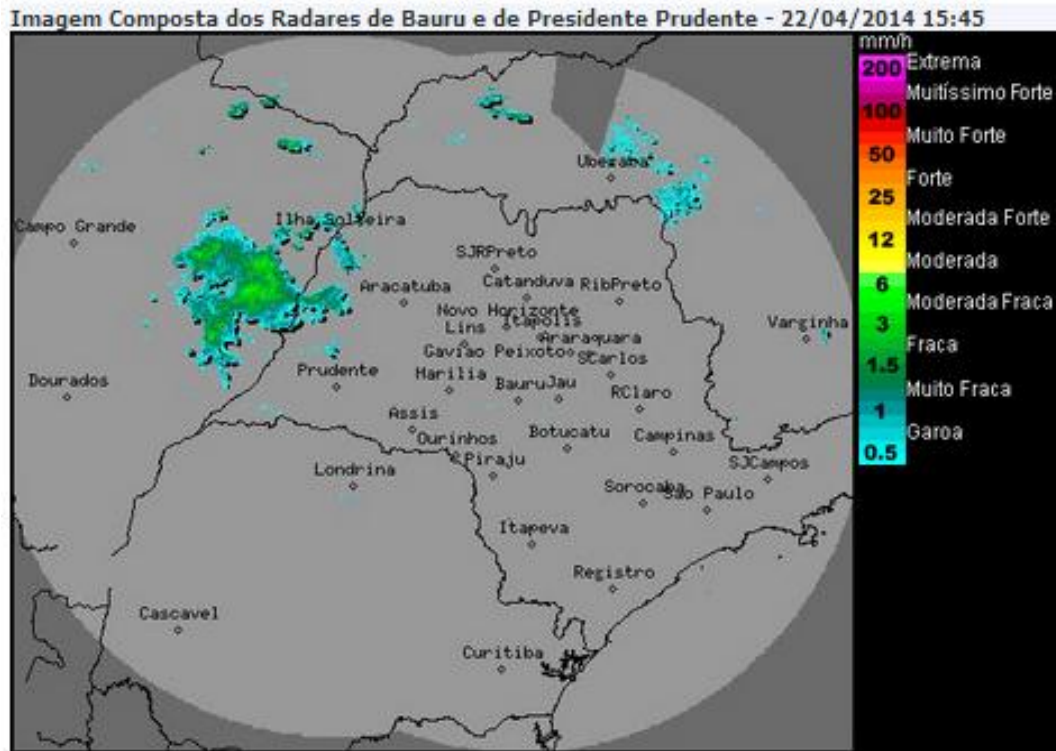 Imagem Composta dos Radares de Bauru e de Presidente Prudente - 22/04/2014 15:45
mm/h
200 Extrema
Muitíssimo Forte
100
Muito Forte
50
Forte
25
Moderada Forte
12
Moderada
6
Moderada Fraca
3
Fraca
1.5
Muito Fraca
1
Garoa
0.5
Uberaba
Campo Grande
Ilha Solteira
SJRPreto
Aracatuba
Catanduva
RibPreto
Novo Horizonte
Itapolis
Varginha
Lins
Araraquara
Gaviao Peixoto
SCarlos
Prudente
Dourados
Marilia
Bauru
Jau
RClaro
Assis
Ourinhos
Botucatu
Campinas
Londrina
Piraju
SJCampos
Sorocaba
Sao Paulo
Itapeva
Registro
Cascavel
Curitiba